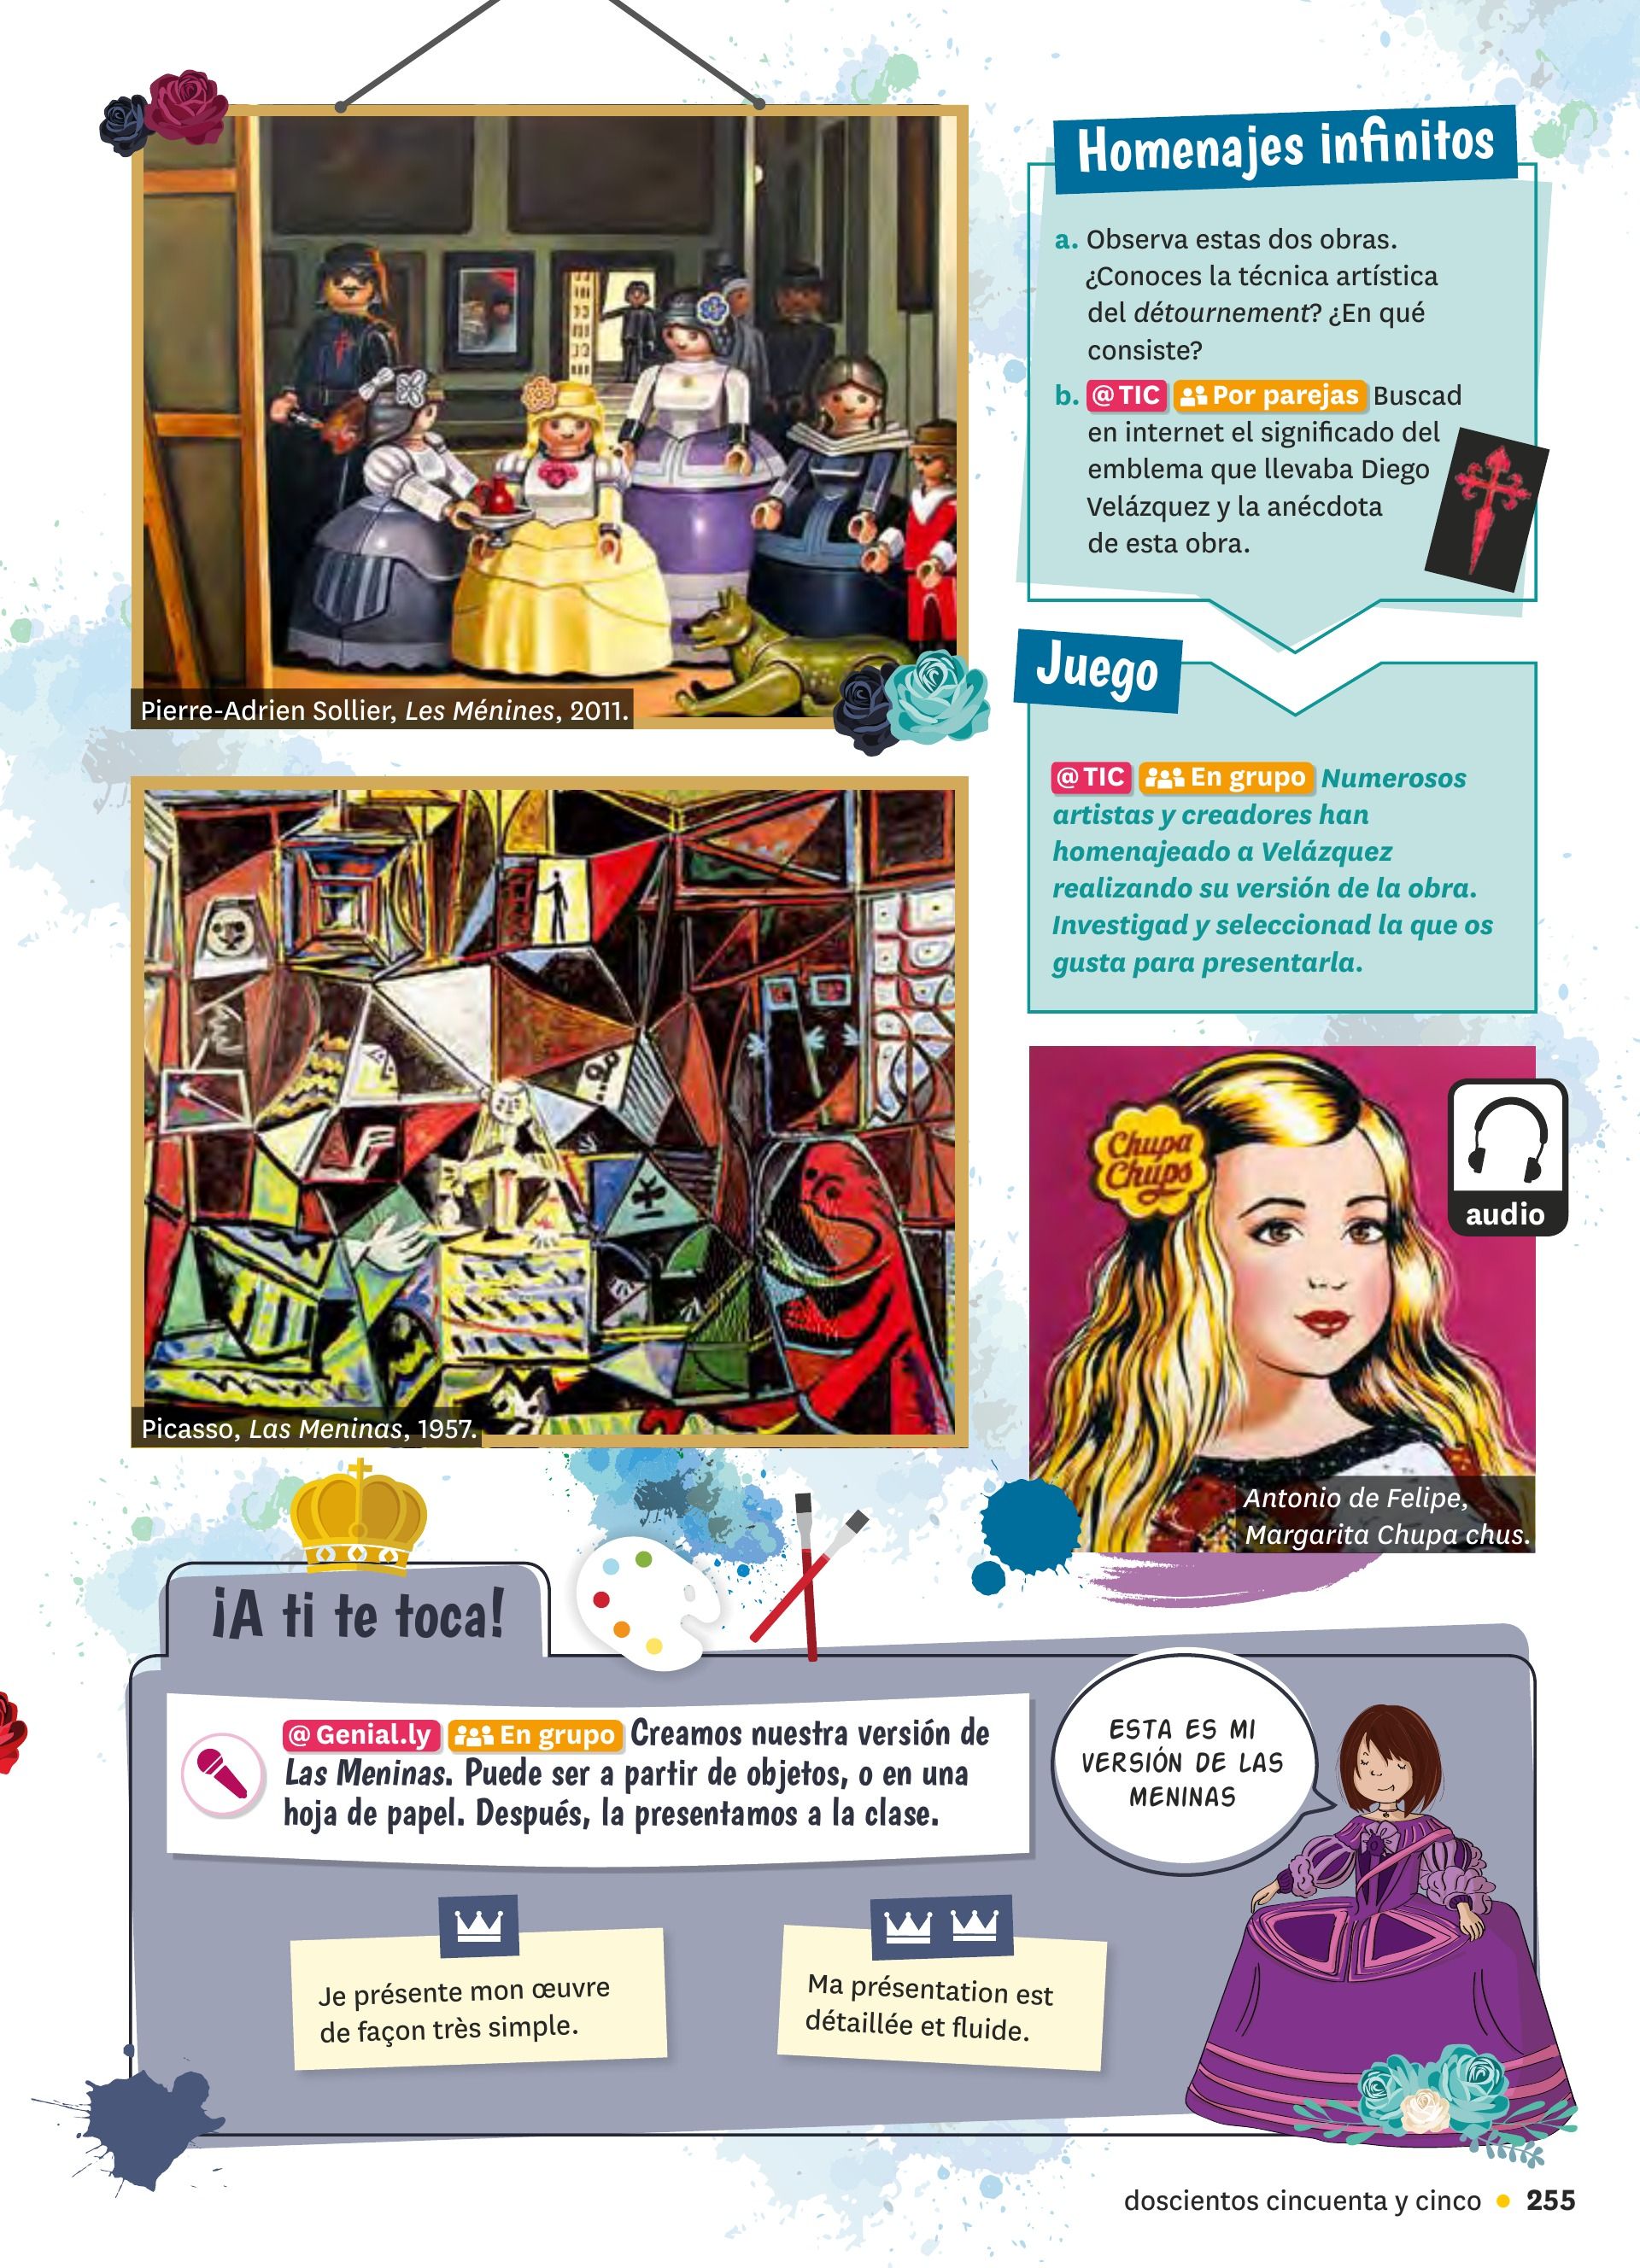 Pierre-Adrien Sollier, Les Ménines, 2011.
Picasso, Las Meninas, 1957.
Homenajes infinitos
a. Observa estas dos obras.
¿Conoces la técnica artística
del détournement? ¿En qué
consiste?
b. @TIC Por parejas Buscad
en internet el significado del
emblema que llevaba Diego
Velázquez y la anécdota
de esta obra.
Juego
@TIC En grupo Numerosos
artistas y creadores han
homenajeado a Velázquez
realizando su versión de la obra.
Investigad y seleccionad la que os
gusta para presentarla.
Chupa
Chups
audio
Antonio de Felipe,
Margarita Chupa chus.
¡A ti te toca!
@Genial.ly En grupo Creamos nuestra versión de
Las Meninas. Puede ser a partir de objetos, o en una
hoja de papel. Después, la presentamos a la clase.
ESTA ES MI
VERSIÓN DE LAS
MENINAS
Je présente mon œuvre
de façon très simple.
Ma présentation est
détaillée et fluide.
doscientos cincuenta y cinco • 255